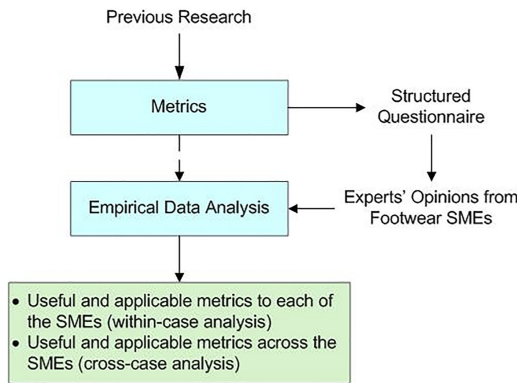 Previous Research
Metrics
Structured
Questionnaire
Empirical Data Analysis
Experts' Opinions from
Footwear SMEs
• Useful and applicable metrics to each of
the SMEs (within-case analysis)
• Useful and applicable metrics across the
SMEs (cross-case analysis)